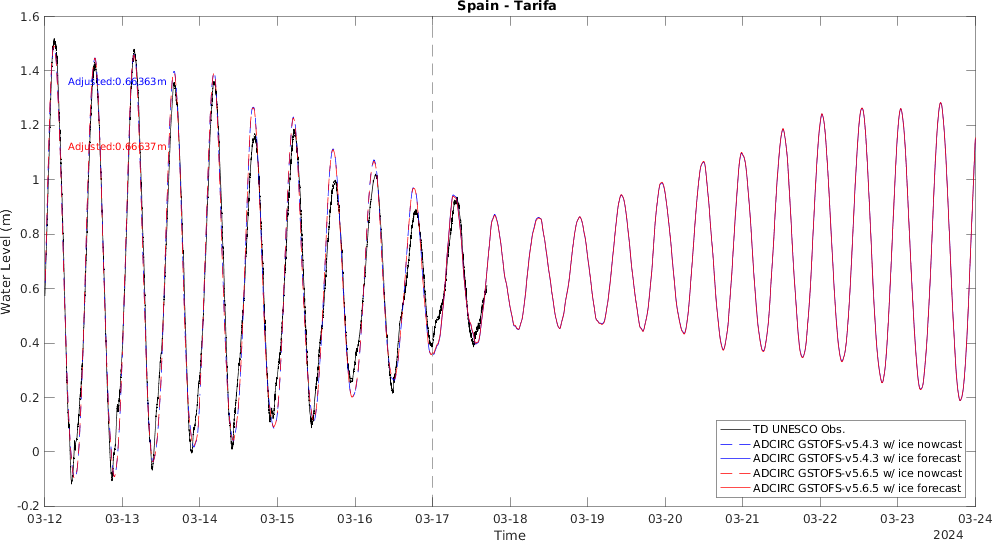 Spain - Tarifa
Water Level (m)
1.6
1.4
1.2
1
0.8
0.6
0.4
0.2
0
-0.2
Adjusted:0.66363m
Adjusted:0.66637m
TD UNESCO Obs.
ADCIRC GSTOFS-v5.4.3 w/ ice nowcast
ADCIRC GSTOFS-v5.4.3 w/ ice forecast
ADCIRC GSTOFS-v5.6.5 w/ ice nowcast
ADCIRC GSTOFS-v5.6.5 w/ ice forecast
03-12 03-13 03-14 03-15 03-16 03-17 03-18 03-19 03-20 03-21 03-22 03-23 03-24
Time
2024